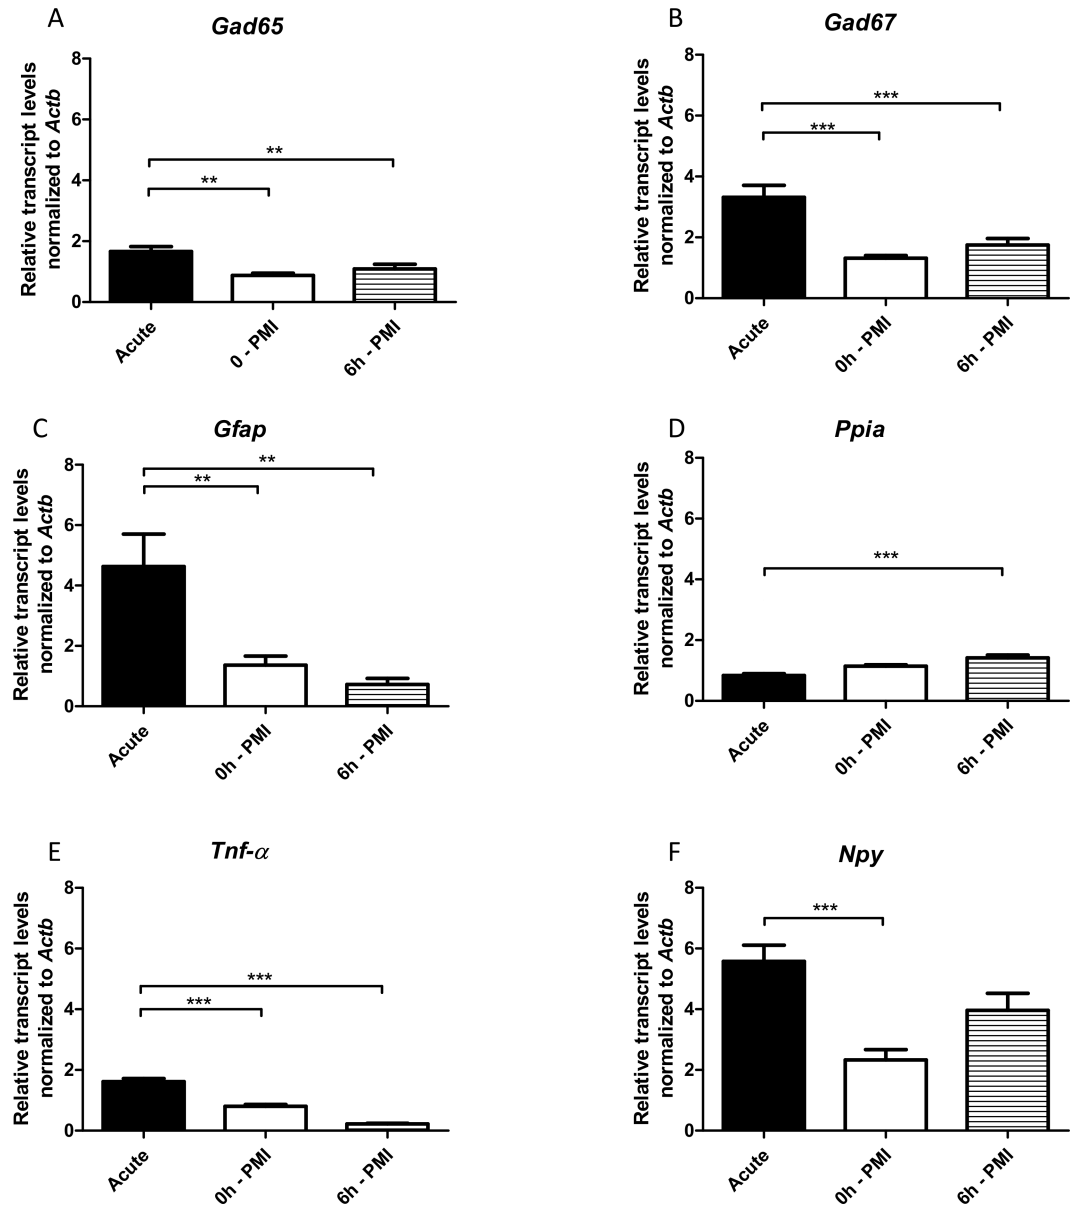 A
Gad65
Relative transcript levels
normalized to Actb
8
6
4
2
0
**
**
Acute
0 - PMI
6h - PMI
B
Gad67
Relative transcript levels
normalized to Actb
8
6
4
2
0
***
***
Acute
0h - PMI
6h - PMI
C
Gfap
Relative transcript levels
normalized to Actb
8
6
4
2
0
**
**
Acute
0h - PMI
6h - PMI
D
Ppia
Relative transcript levels
normalized to Actb
8
6
4
2
0
***
Acute
0h - PMI
6h - PMI
E
Tnf-α
Relative transcript levels
normalized to Actb
8
6
4
2
0
***
***
Acute
0h - PMI
6h - PMI
F
Npy
Relative transcript levels
normalized to Actb
8
6
4
2
0
***
Acute
0h - PMI
6h - PMI